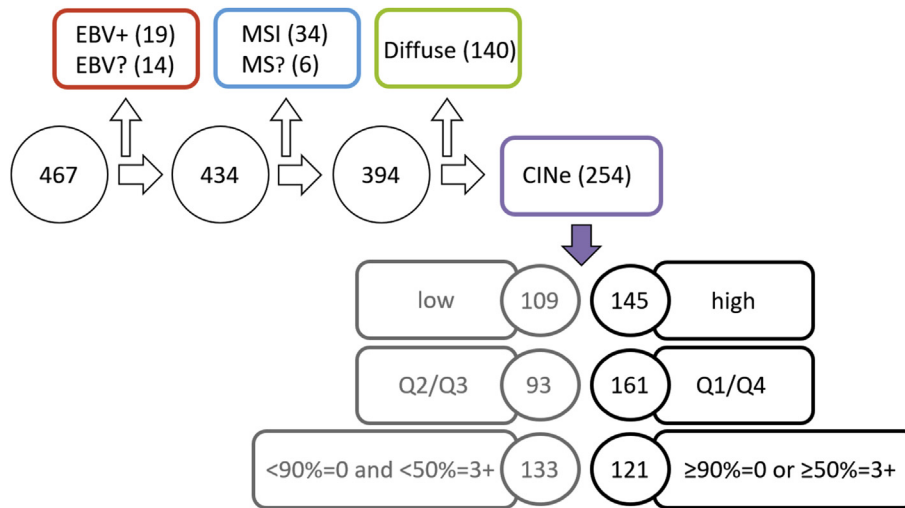 EBV+ (19)
EBV? (14)
MSI (34)
MS? (6)
Diffuse (140)
467
434
394
CINe (254)
low
109
145
high
Q2/Q3
93
161
Q1/Q4
<90%=0 and <50%=3+
133
121
≥90%=0 or ≥50%=3+